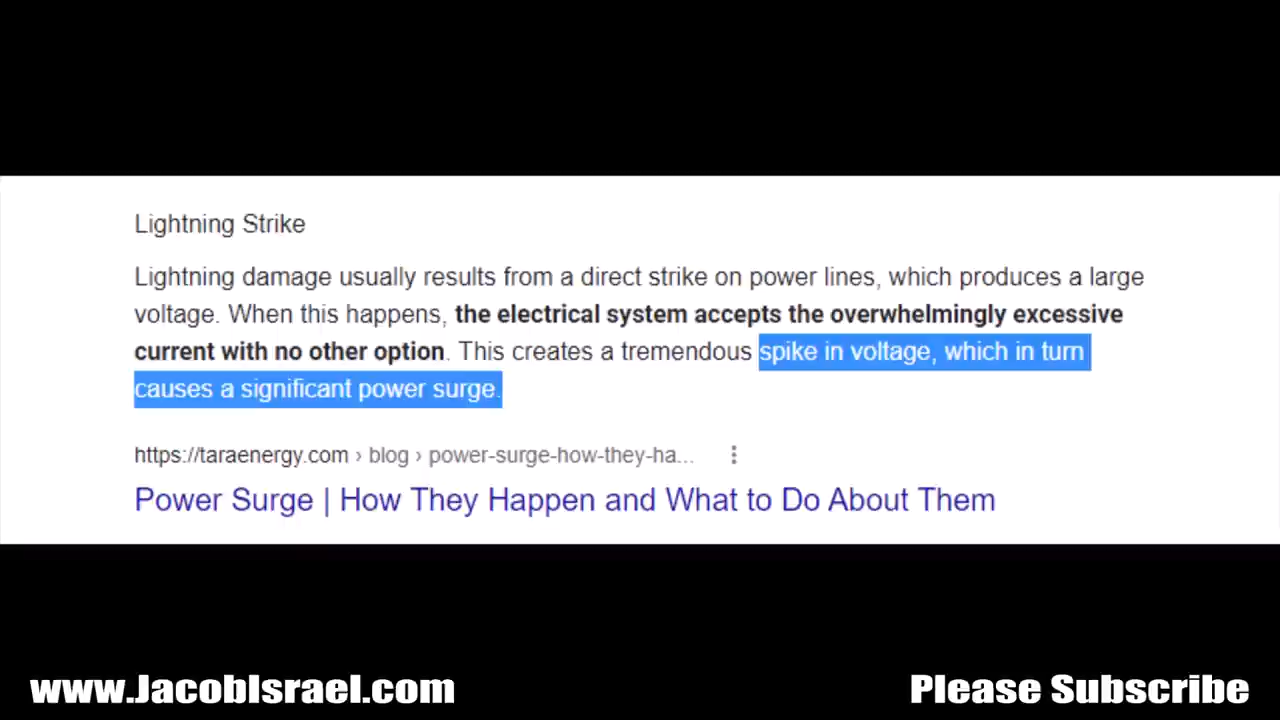 Lightning Strike
Lightning damage usually results from a direct strike on power lines, which produces a large
voltage. When this happens, the electrical system accepts the overwhelmingly excessive
current with no other option. This creates a tremendous spike in voltage, which in turn
causes a significant power surge.
https://taraenergy.com › blog › power-surge-how-they-ha...
Power Surge | How They Happen and What to Do About Them
www.JacobIsrael.com
Please Subscribe